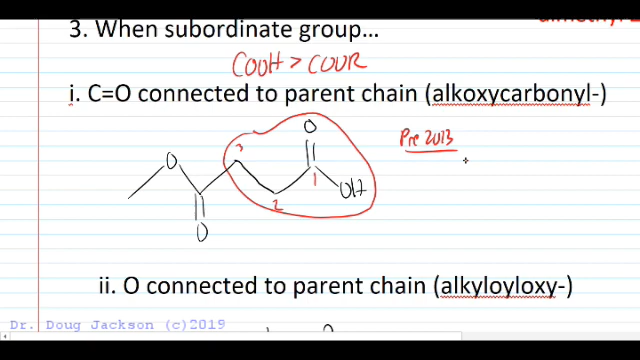 3. When subordinate group...
COOH > COOR
i. C=O connected to parent chain (alkoxycarbonyl-)
O
Pre 2013
O
3
1
OH
2
O
ii. O connected to parent chain (alkyloyloxy-)
Dr. Doug Jackson (c)2019